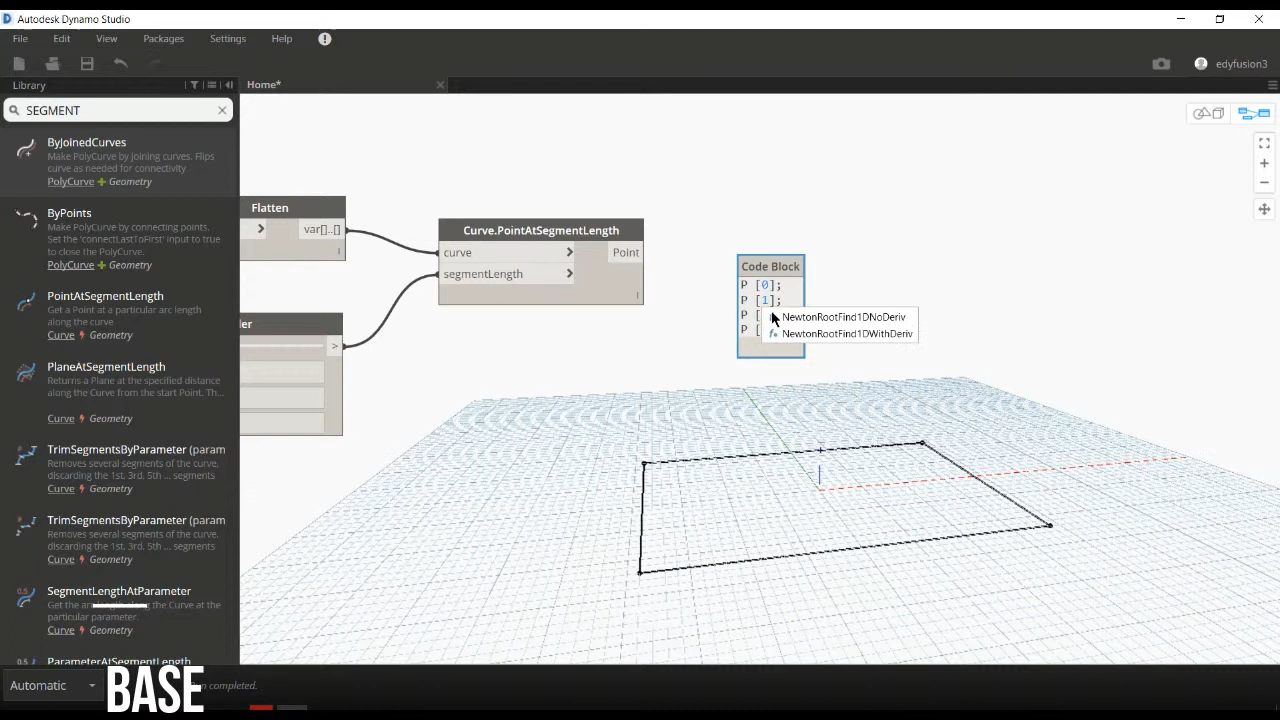 Autodesk Dynamo Studio
File Edit View Packages Settings Help
edyfusion3
Library
Home*
SEGMENT
ByJoinedCurves
Make PolyCurve by joining curves. Flips
curve as needed for connectivity
PolyCurve + Geometry
ByPoints
Make PolyCurve by connecting points.
Set the 'connectLastToFirst' input to true
to close the PolyCurve.
PolyCurve + Geometry
PointAtSegmentLength
Get a Point at a particular arc length
along the curve
Curve Geometry
PlaneAtSegmentLength
Returns a Plane at the specified distance
along the Curve from the start Point. Th...
Curve Geometry
TrimSegmentsByParameter (param
Removes several segments of the curve,
discarding the 1st, 3rd, 5th ... segments
Curve Geometry
TrimSegmentsByParameter (param
Removes several segments of the curve,
discarding the 1st, 3rd, 5th ... segments
Curve Geometry
SegmentLengthAtParameter
Get the arc length along the Curve at the
particular parameter.
Curve Geometry
ParameterAtSegmentLength
Flatten
> var[]..[]
der
>
Curve.PointAtSegmentLength
curve > Point
segmentLength >
Code Block
P [0];
P [1];
P [
P [
NewtonRootFind1DNoDeriv
NewtonRootFind1DWithDeriv
Automatic
completed.
BASE